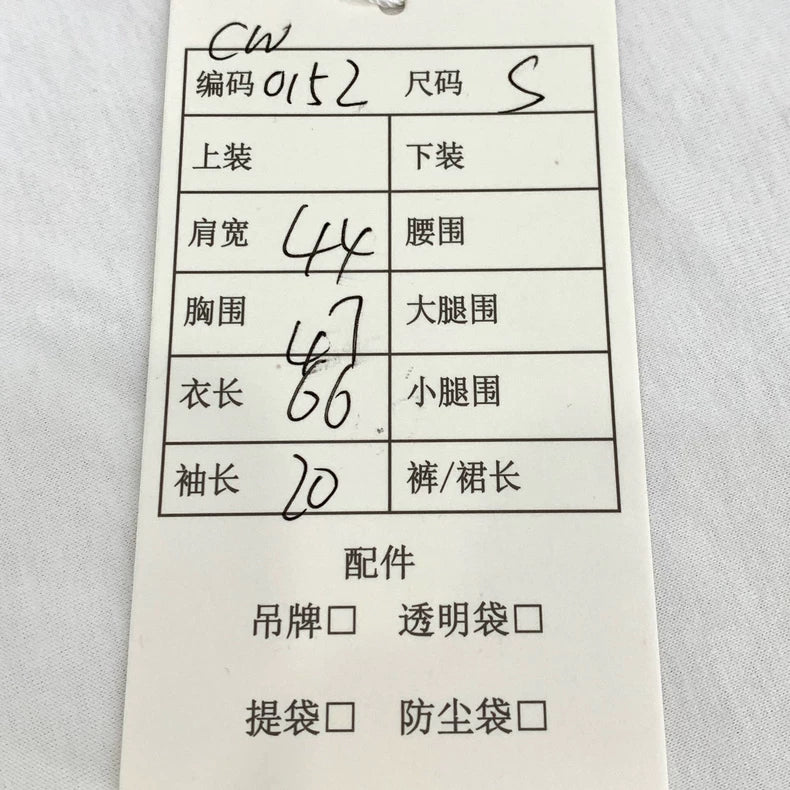 CW
编码 0152 尺码 S
上装 下装
肩宽 44 腰围
胸围 47 大腿围
衣长 66 小腿围
袖长 20 裤/裙长
配件
吊牌□ 透明袋□
提袋□ 防尘袋□